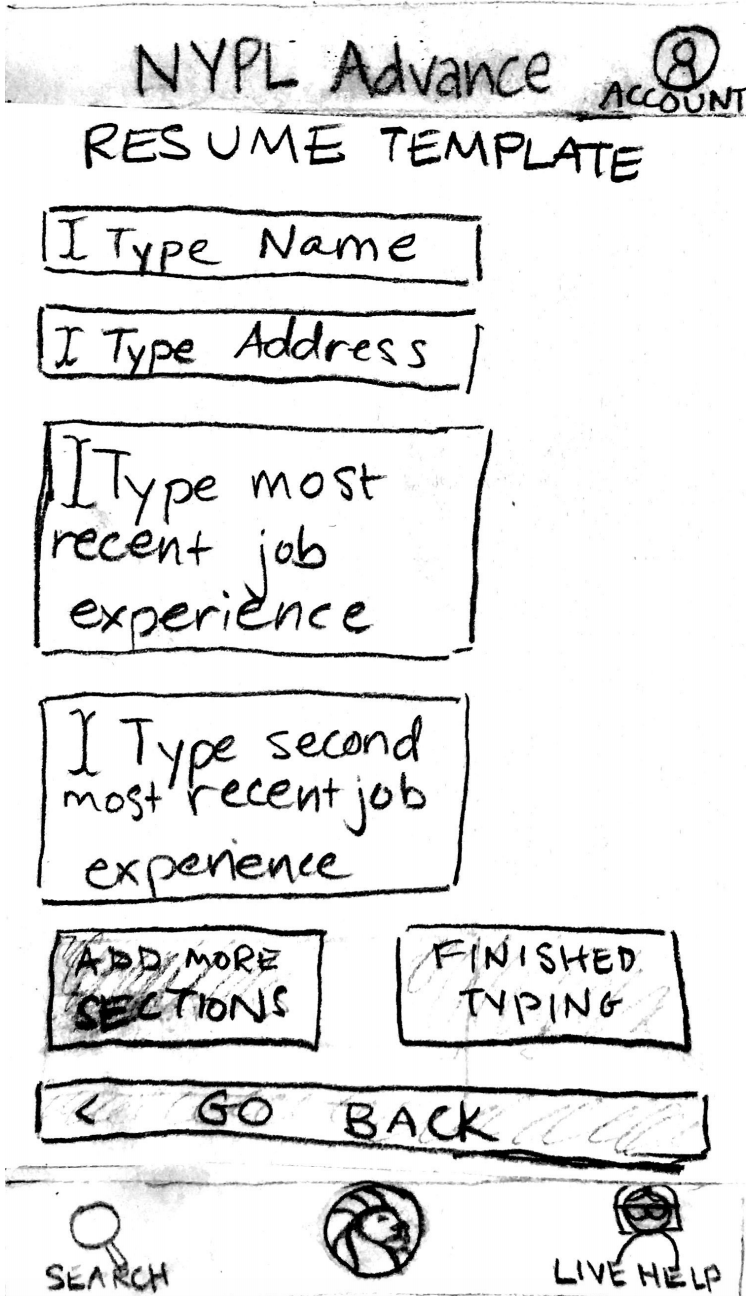 NYPL Advance
ACCOUNT
RESUME TEMPLATE
Type Name
Type Address
Type most
recent job
experience
Type second
most recent job
experience
ADD MORE
SECTIONS
FINISHED
TYPING
< GO BACK
SEARCH
LIVE HELP